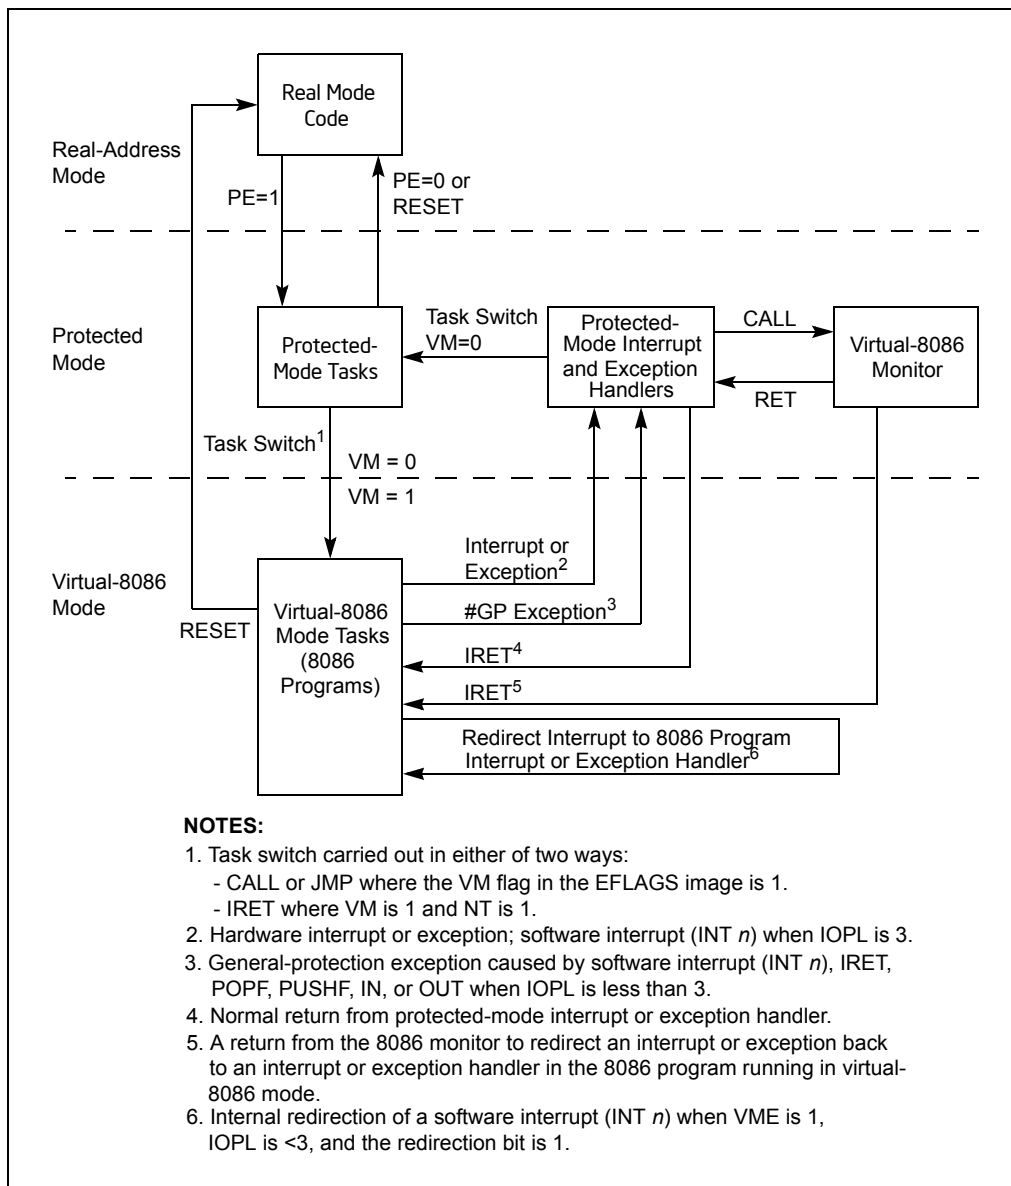 Real Mode
Code
Real-Address
Mode
PE=1
PE=0 or
RESET
Protected
Mode
Protected-
Mode Tasks
Task Switch
VM=0
Protected-
Mode Interrupt
and Exception
Handlers
CALL
RET
Virtual-8086
Monitor
Task Switch1
VM = 0
VM = 1
Virtual-8086
Mode
RESET
Virtual-8086
Mode Tasks
(8086
Programs)
Interrupt or
Exception2
#GP Exception3
IRET4
IRET5
Redirect Interrupt to 8086 Program
Interrupt or Exception Handler6
NOTES:
1. Task switch carried out in either of two ways:
- CALL or JMP where the VM flag in the EFLAGS image is 1.
- IRET where VM is 1 and NT is 1.
2. Hardware interrupt or exception; software interrupt (INT n) when IOPL is 3.
3. General-protection exception caused by software interrupt (INT n), IRET,
POPF, PUSHF, IN, or OUT when IOPL is less than 3.
4. Normal return from protected-mode interrupt or exception handler.
5. A return from the 8086 monitor to redirect an interrupt or exception back
to an interrupt or exception handler in the 8086 program running in virtual-
8086 mode.
6. Internal redirection of a software interrupt (INT n) when VME is 1,
IOPL is <3, and the redirection bit is 1.